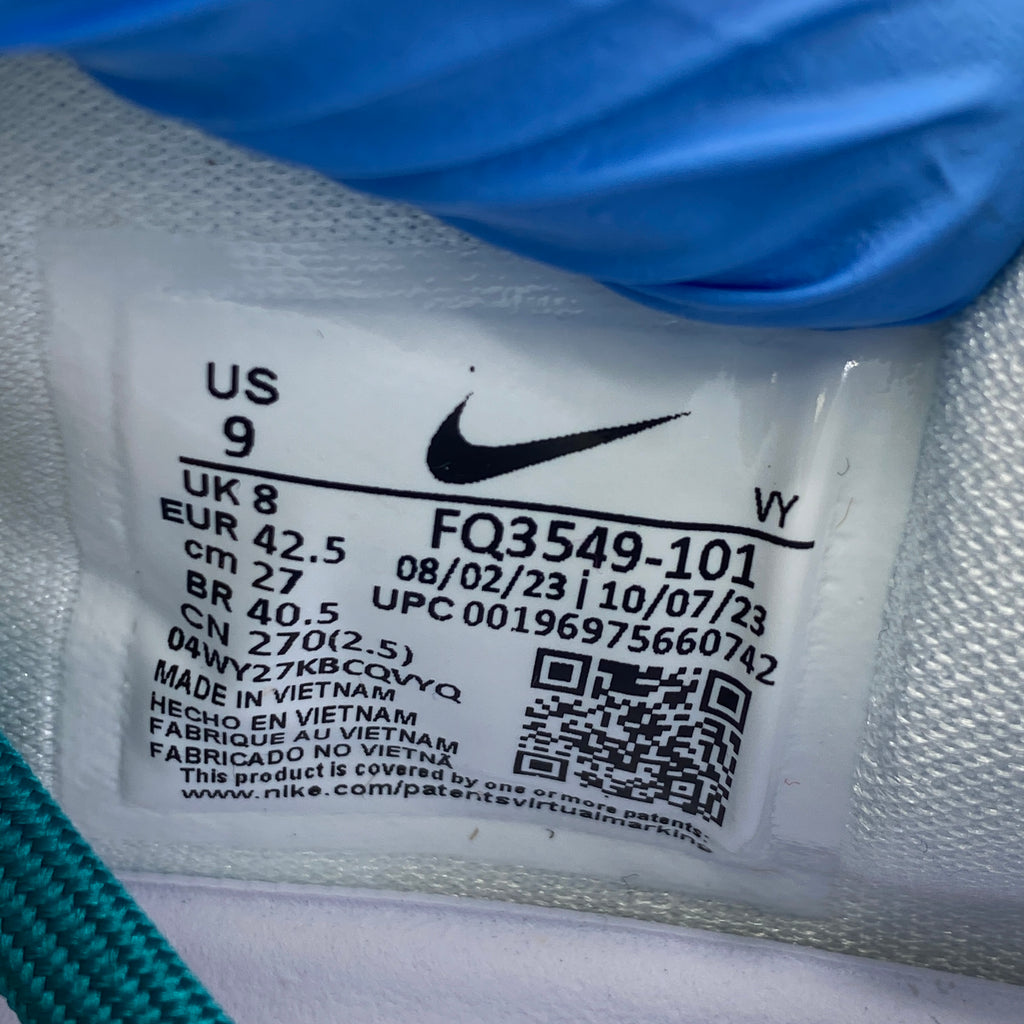 US
9
VY
UK 8
EUR 42.5
cm 27
BR 40.5
CN 270(2.5)
FQ3549-101
08/02/23 | 10/07/23
UPC 00196975660742
04WY27KBCQVYQ
MADE IN VIETNAM
HECHO EN VIETNAM
FABRIQUE AU VIETNAM
FABRICADO NO VIETNÃ
This product is covered by one or more patents:
www.nike.com/patentsvirtualmarking